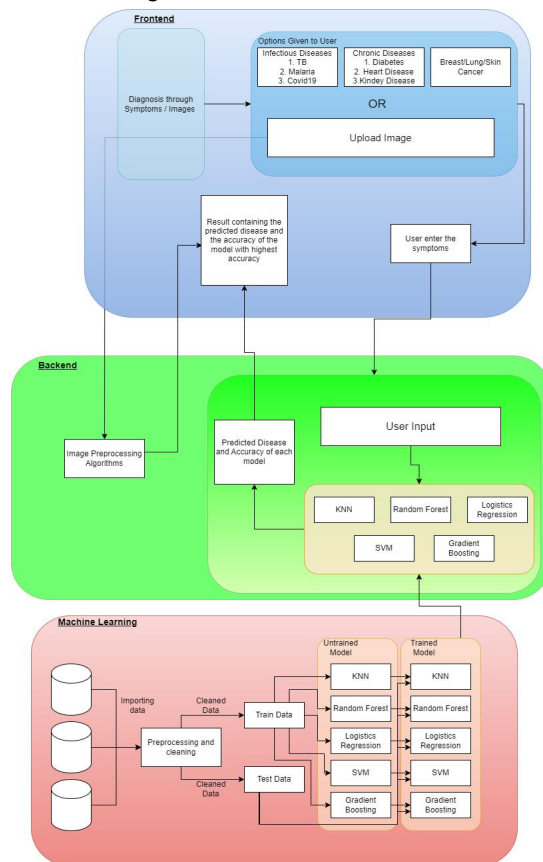 Frontend
Options Given to User
Diagnosis through
Symptoms / Images
Infectious Diseases
1. TB
2. Malaria
3. Covid19
Chronic Diseases
1. Diabetes
2. Heart Disease
3.Kindey Disease
Breast/Lung/Skin
Cancer
OR
Upload Image
Result containing the
predicted disease and
the accuracy of the
model with highest
accuracy
User enter the
symptoms
Backend
Image Preprocessing
Algorithms
Predicted Disease
and Accuracy of each
model
User Input
KNN
Random Forest
Logistics
Regression
SVM
Gradient
Boosting
Machine Learning
Importing
data
Preprocessing and
cleaning
Cleaned
Data
Cleaned
Data
Train Data
Test Data
Untrained
Model
KNN
Random Forest
Logistics
Regression
SVM
Gradient
Boosting
Trained
Model
KNN
Random Forest
Logistics
Regression
SVM
Gradient
Boosting